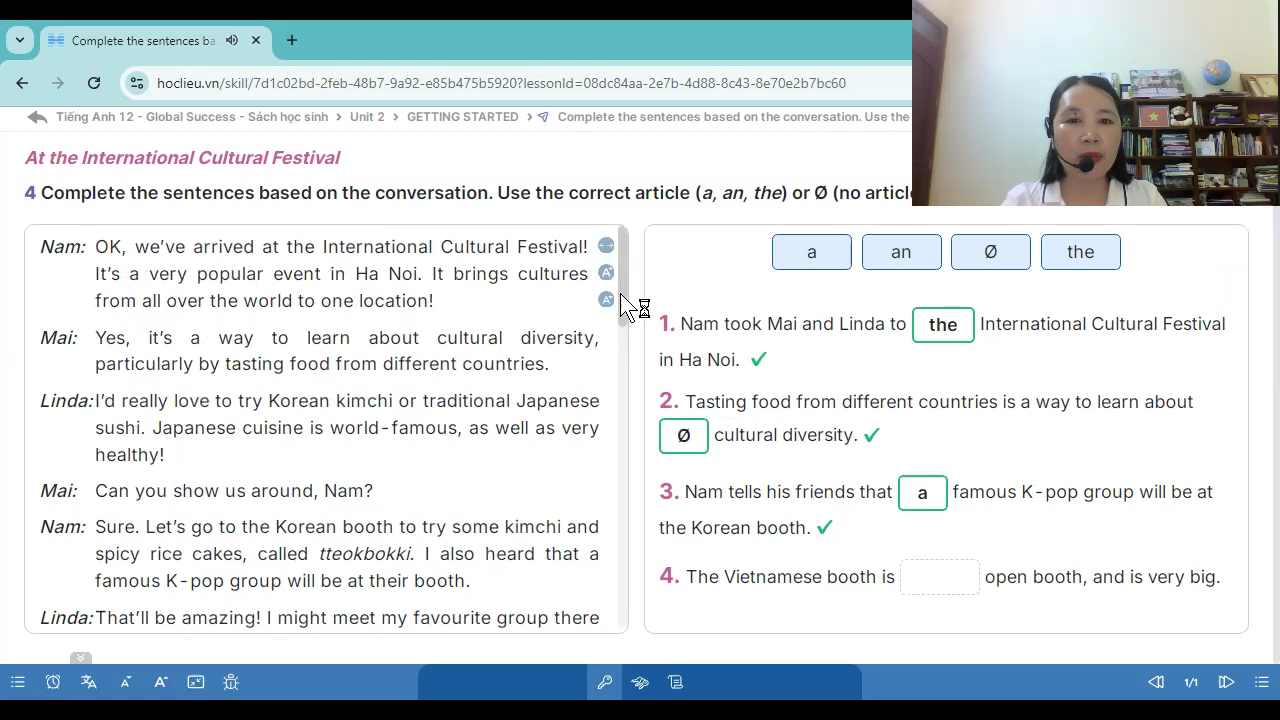 Complete the sentences ba
hoclieu.vn/skill/7d1c02bd-2feb-48b7-9a92-e85b475b5920?lessonId=08dc84aa-2e7b-4d88-8c43-8e70e2b7bc60
Tiếng Anh 12 - Global Success - Sách học sinh > Unit 2 > GETTING STARTED > Complete the sentences based on the conversation. Use the
At the International Cultural Festival
4 Complete the sentences based on the conversation. Use the correct article (a, an, the) or Ø (no article
Nam: OK, we've arrived at the International Cultural Festival!
It's a very popular event in Ha Noi. It brings cultures
from all over the world to one location!
Mai: Yes, it's a way to learn about cultural diversity,
particularly by tasting food from different countries.
Linda: I'd really love to try Korean kimchi or traditional Japanese
sushi. Japanese cuisine is world-famous, as well as very
healthy!
Mai: Can you show us around, Nam?
Nam: Sure. Let's go to the Korean booth to try some kimchi and
spicy rice cakes, called tteokbokki. I also heard that a
famous K-pop group will be at their booth.
Linda: That'll be amazing! I might meet my favourite group there
a an Ø the
1. Nam took Mai and Linda to the International Cultural Festival
in Ha Noi. ✓
2. Tasting food from different countries is a way to learn about
Ø cultural diversity. ✓
3. Nam tells his friends that a famous K-pop group will be at
the Korean booth. ✓
4. The Vietnamese booth is open booth, and is very big.
1/1